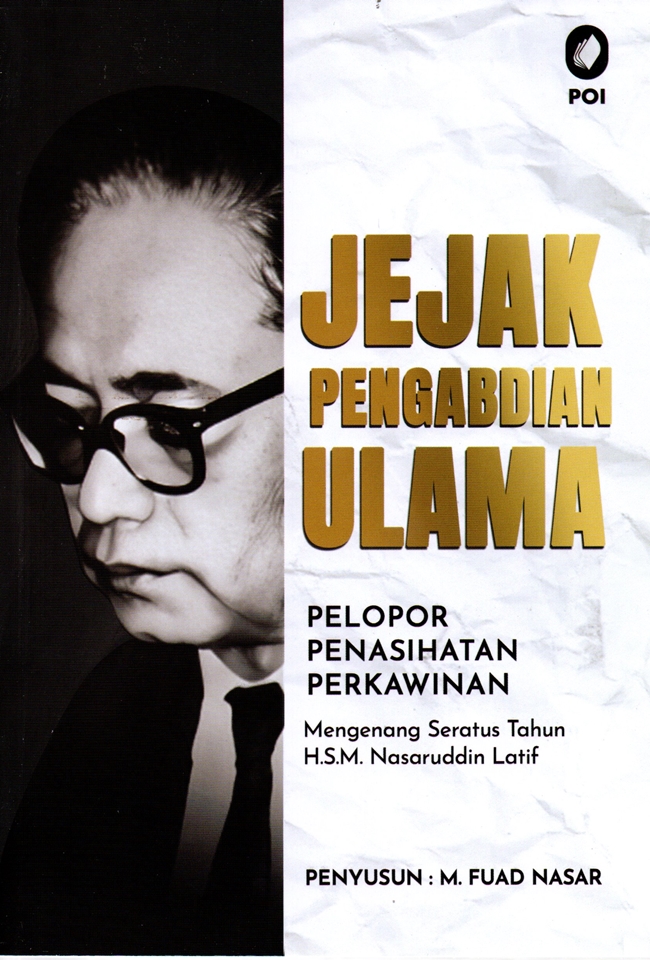 POI
JEJAK
PENGABDIAN
ULAMA
PELOPOR
PENASIHATAN
PERKAWINAN
Mengenang Seratus Tahun
H.S.M. Nasaruddin Latif
PENYUSUN : M. FUAD NASAR